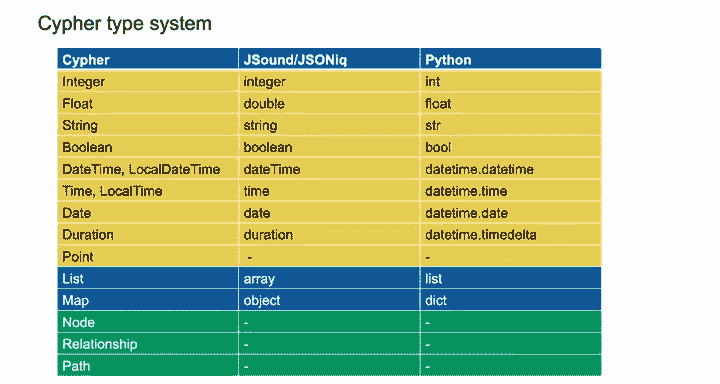 Cypher type system
Cypher JSound/JSONiq Python
Integer integer int
Float double float
String string str
Boolean boolean bool
DateTime, LocalDateTime dateTime datetime.datetime
Time, LocalTime time datetime.time
Date date datetime.date
Duration duration datetime.timedelta
Point - -
List array list
Map object dict
Node - -
Relationship - -
Path - -